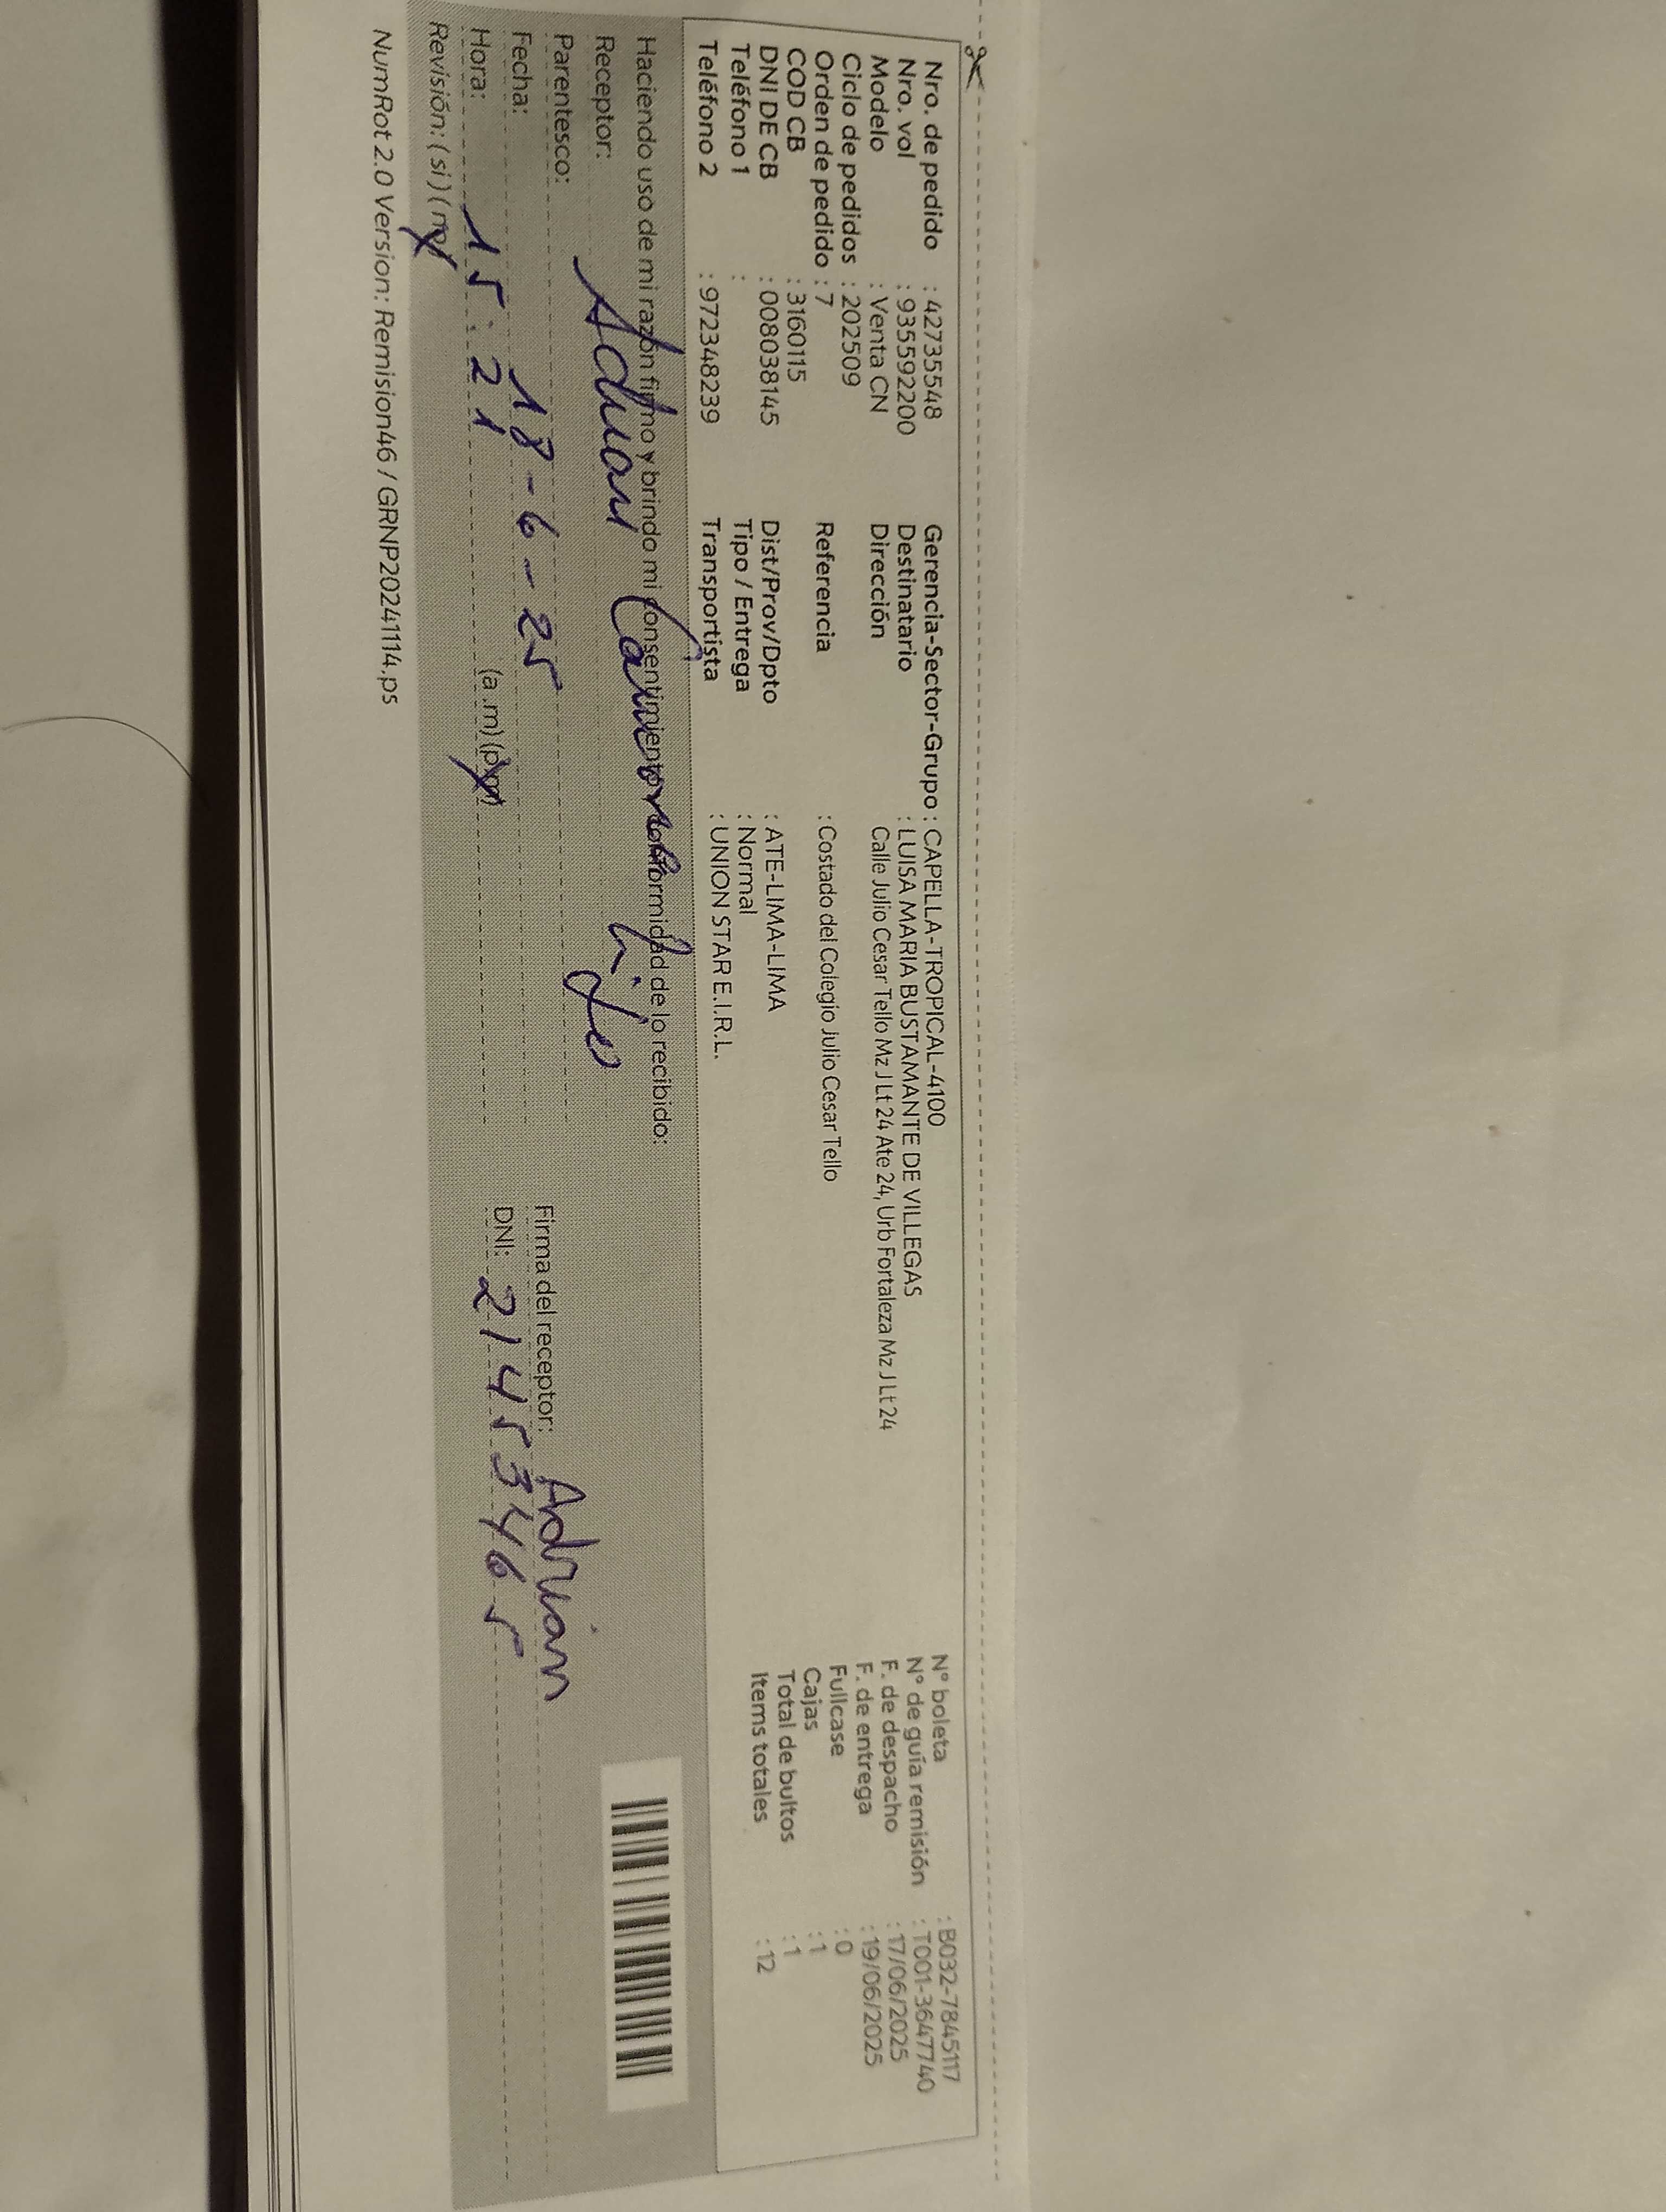 Nro. de pedido : 42735548
Nro. vol : 935592200
Modelo : Venta CN
Ciclo de pedidos : 202509
Orden de pedido : 7
COD CB : 3160115
DNI DE CB : 008038145
Teléfono 1 :
Teléfono 2 : 972348239
Gerencia-Sector-Grupo : CAPELLA-TROPICAL-4100
Destinatario : LUISA MARIA BUSTAMANTE DE VILLEGAS
Dirección Calle Julio Cesar Tello Mz J Lt 24 Ate 24, Urb Fortaleza Mz J Lt 24
Referencia : Costado del Colegio Julio Cesar Tello
Dist/Prov/Dpto : ATE-LIMA-LIMA
Tipo / Entrega : Normal
Transportista : UNION STAR E.I.R.L.
N° boleta : B032-7845117
N° de guía remisión : T001-3647740
F. de despacho : 17/06/2025
F. de entrega : 19/06/2025
Fullcase : 0
Cajas : 1
Total de bultos : 1
Items totales : 12
Haciendo uso de mi razón firmo y brindo mi consentimiento conformidad de lo recibido:
Receptor: Adrian
Parentesco: hijo
Fecha: 18-6-25
Hora: 15:21 (a.m) (p.m)
Revisión: (si) (no)
Firma del receptor: Adrian
DNI: 21453465
NumRot 2.0 Version: Remision46 / GRNP20241114.ps